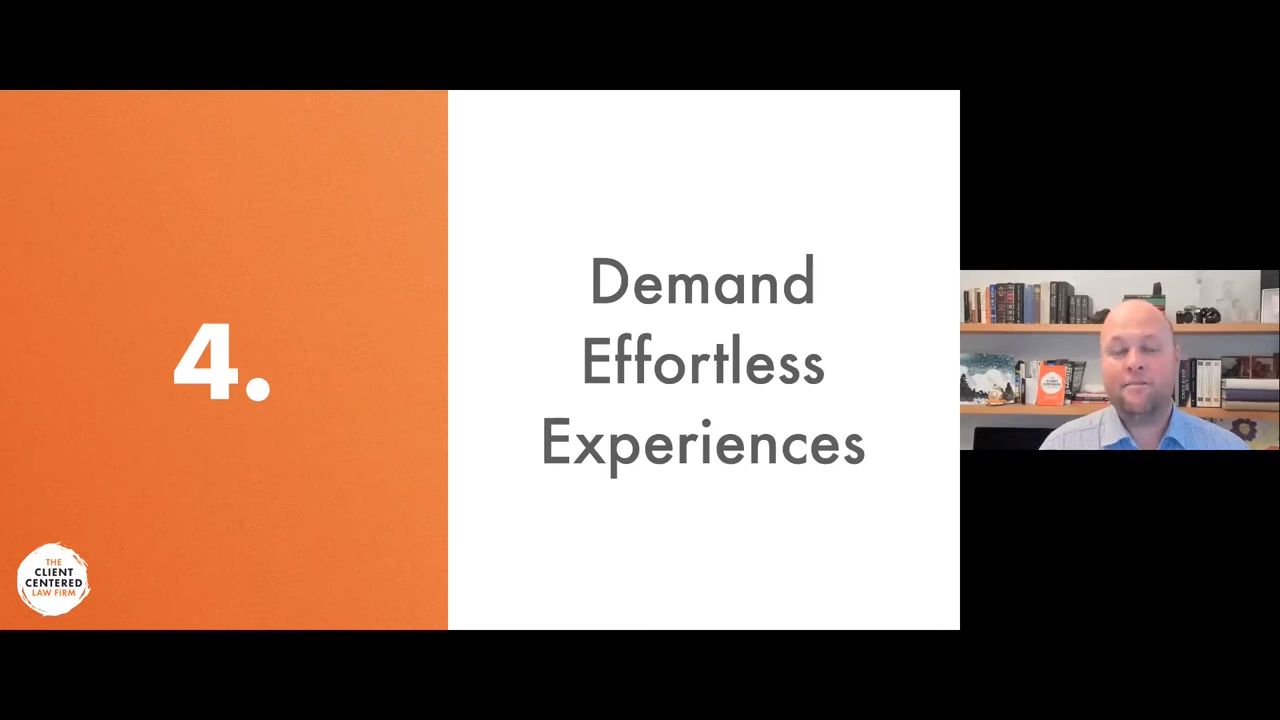 4.
Demand
Effortless
Experiences
THE
CLIENT
CENTERED
LAW FIRM